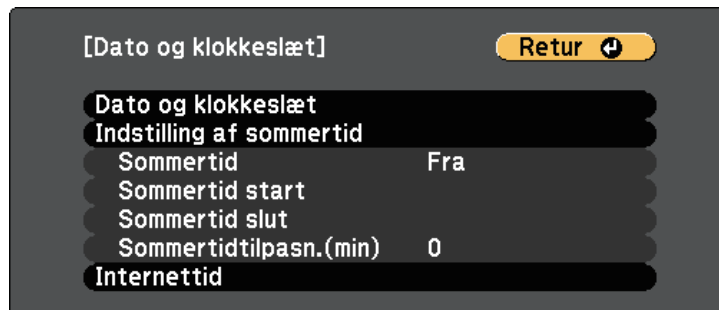 [Dato og klokkeslæt] Retur
Dato og klokkeslæt
Indstilling af sommertid
Sommertid Fra
Sommertid start
Sommertid slut
Sommertidtilpasn.(min) 0
Internettid